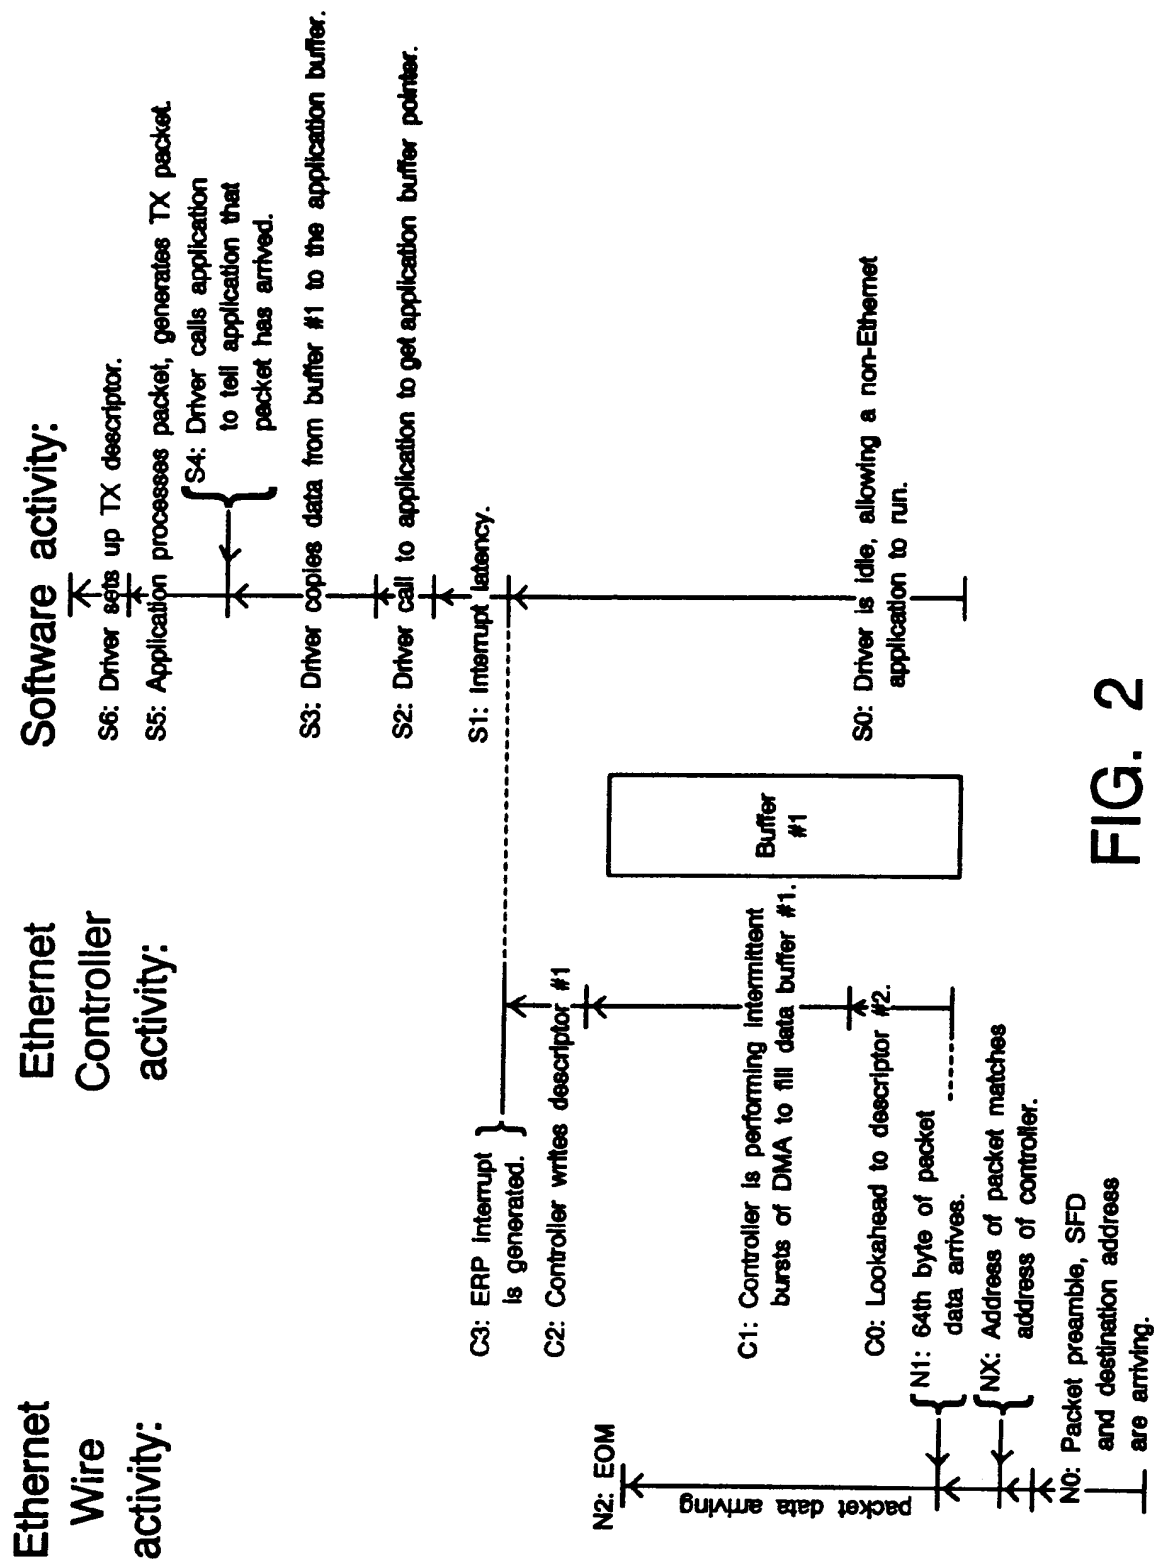 Ethernet
Wire
activity:
Ethernet
Controller
activity:
Software activity:
S6: Driver sets up TX descriptor.
S5: Application processes packet, generates TX packet.
S4: Driver calls application
to tell application that
packet has arrived.
S3: Driver copies data from buffer #1 to the application buffer.
S2: Driver call to application to get application buffer pointer.
S1: Interrupt latency.
C3: ERP interrupt
is generated.
C2: Controller writes descriptor #1
N2: EOM
packet data arriving
C1: Controller is performing intermittent
bursts of DMA to fill data buffer #1.
Buffer
#1
C0: Lookahead to descriptor #2.
S0: Driver is idle, allowing a non-Ethernet
application to run.
N1: 64th byte of packet
data arrives.
NX: Address of packet matches
address of controller.
N0: Packet preamble, SFD
and destination address
are arriving.
FIG. 2